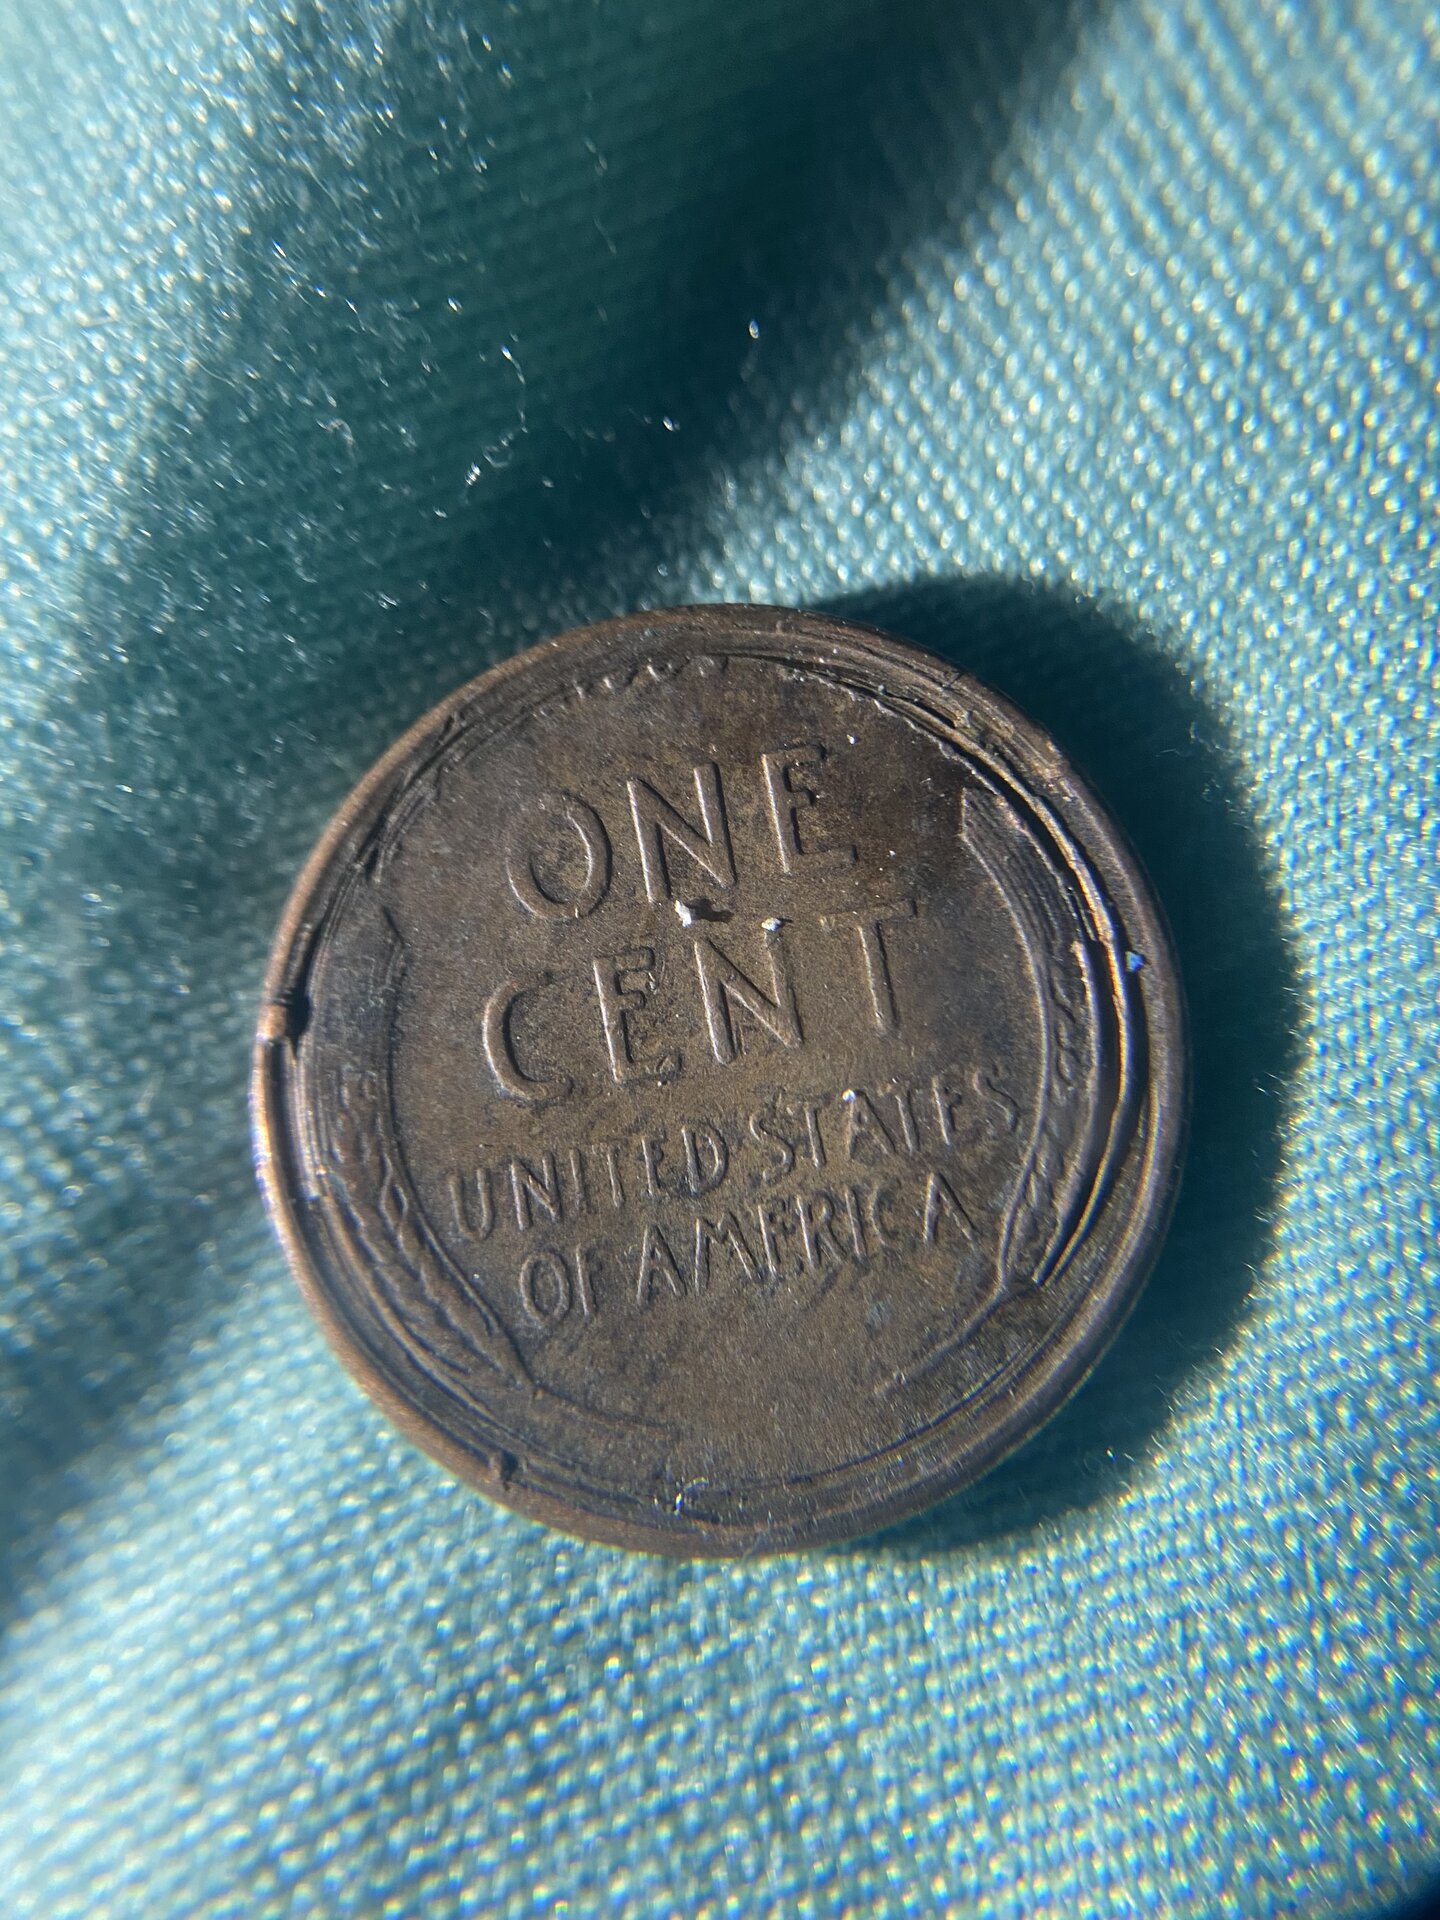 ONE
CENT
UNITED STATES
OF AMERICA